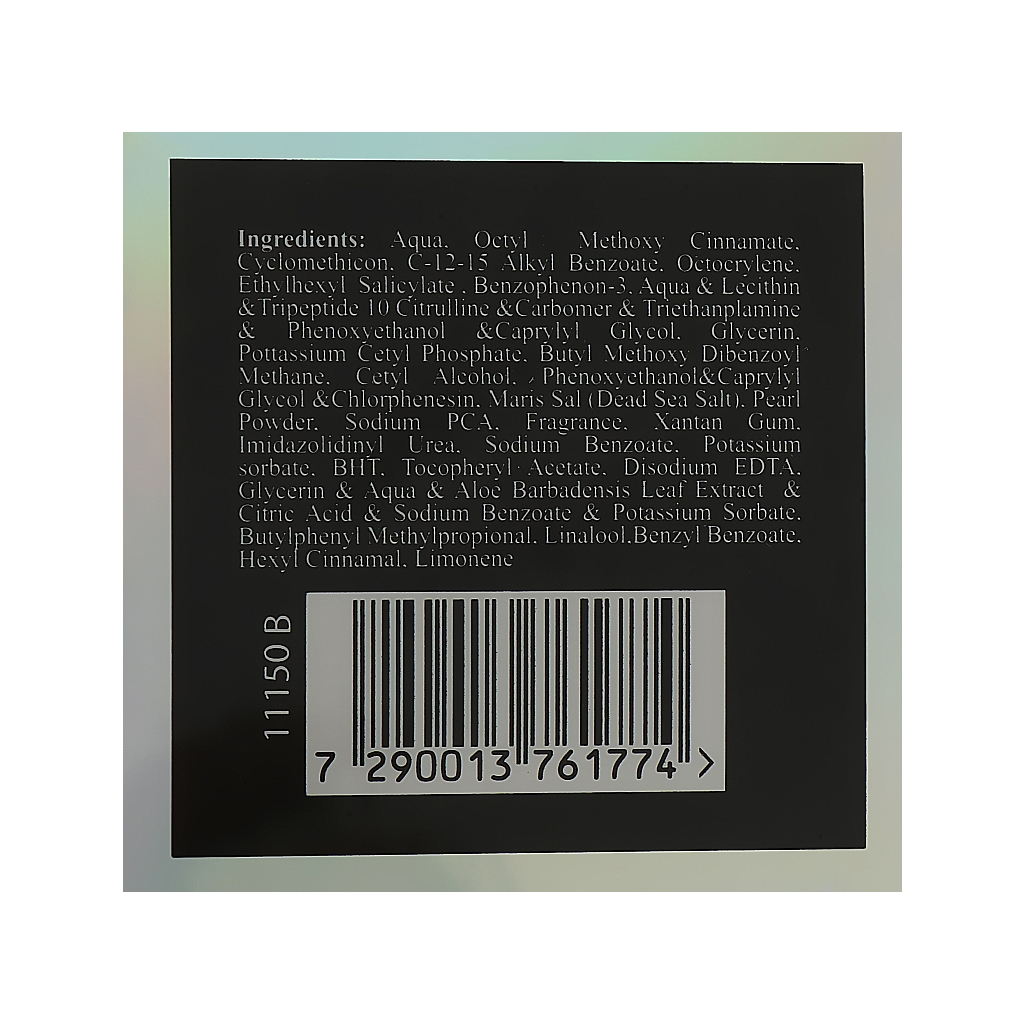 Ingredients: Aqua, Octyl Methoxy Cinnamate,
Cyclomethicon, C-12-15 Alkyl Benzoate, Octocrylene,
Ethylhexyl Salicylate , Benzophenon-3, Aqua & Lecithin
&Tripeptide 10 Citrulline &Carbomer & Triethanplamine
& Phenoxyethanol &Caprylyl Glycol, Glycerin,
Pottassium Cetyl Phosphate, Butyl Methoxy Dibenzoyl
Methane, Cetyl Alcohol, , Phenoxyethanol&Caprylyl
Glycol &Chlorphenesin, Maris Sal (Dead Sea Salt), Pearl
Powder, Sodium PCA, Fragrance, Xantan Gum,
Imidazolidinyl Urea, Sodium Benzoate, Potassium
sorbate, BHT, Tocopheryl Acetate, Disodium EDTA,
Glycerin & Aqua & Aloe Barbadensis Leaf Extract &
Citric Acid & Sodium Benzoate & Potassium Sorbate,
Butylphenyl Methylpropional, Linalool,Benzyl Benzoate,
Hexyl Cinnamal, Limonene
11150B
7 290013 761774 >